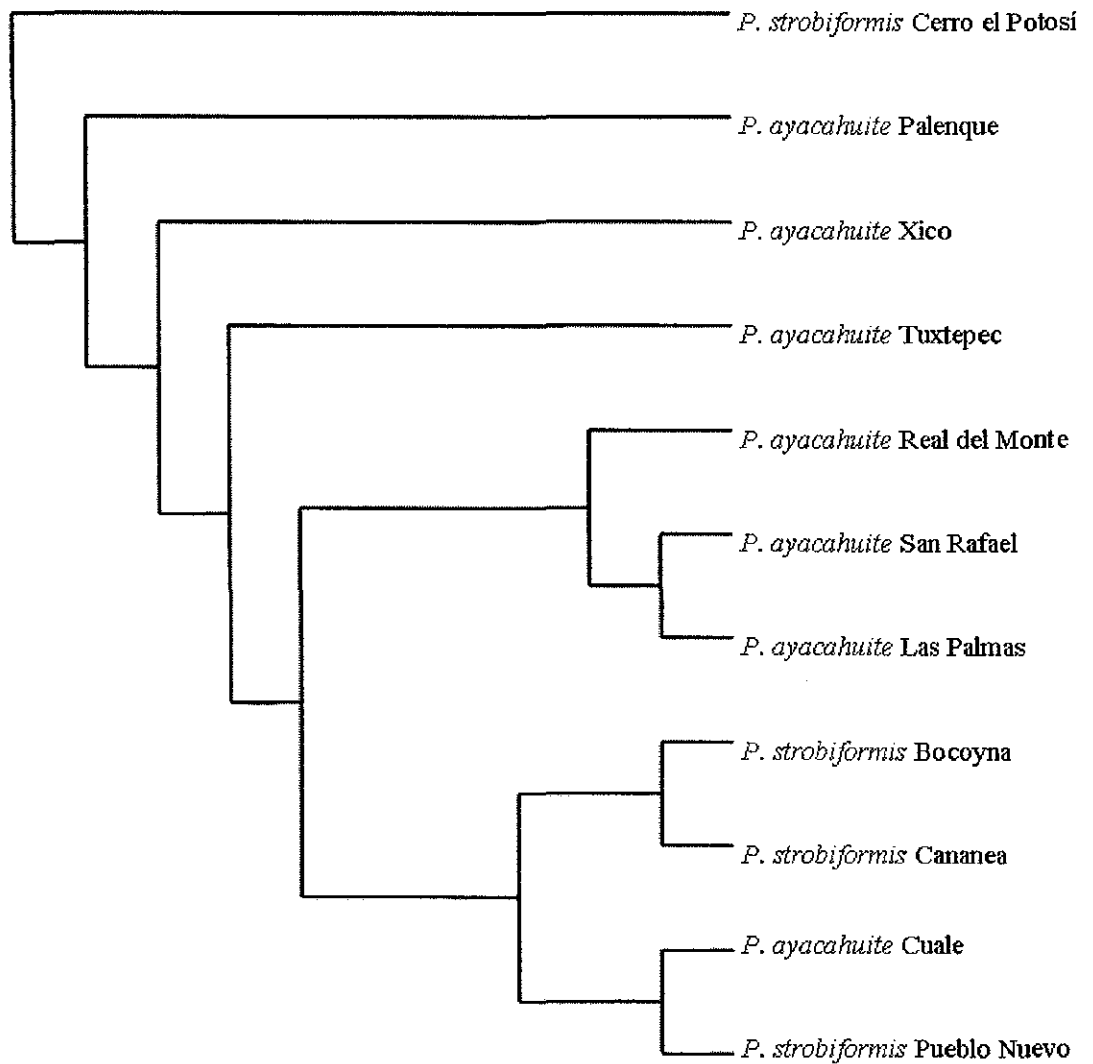 P. strobiformis Cerro el Potosí
P. ayacahuite Palenque
P. ayacahuite Xico
P. ayacahuite Tuxtepec
P. ayacahuite Real del Monte
P. ayacahuite San Rafael
P. ayacahuite Las Palmas
P. strobiformis Bocoyna
P. strobiformis Cananea
P. ayacahuite Cuale
P. strobiformis Pueblo Nuevo